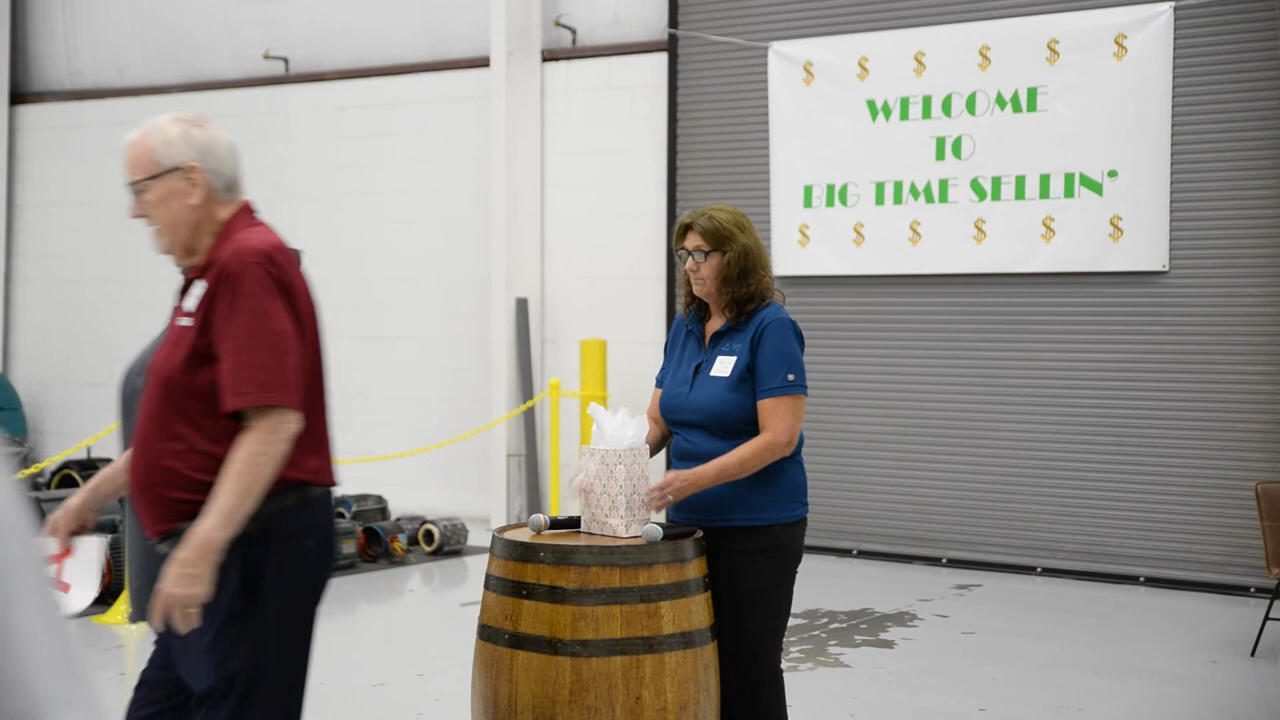 $ $ $ $ $ $
WELCOME
TO
BIG TIME SELLIN'
$ $ $ $ $ $